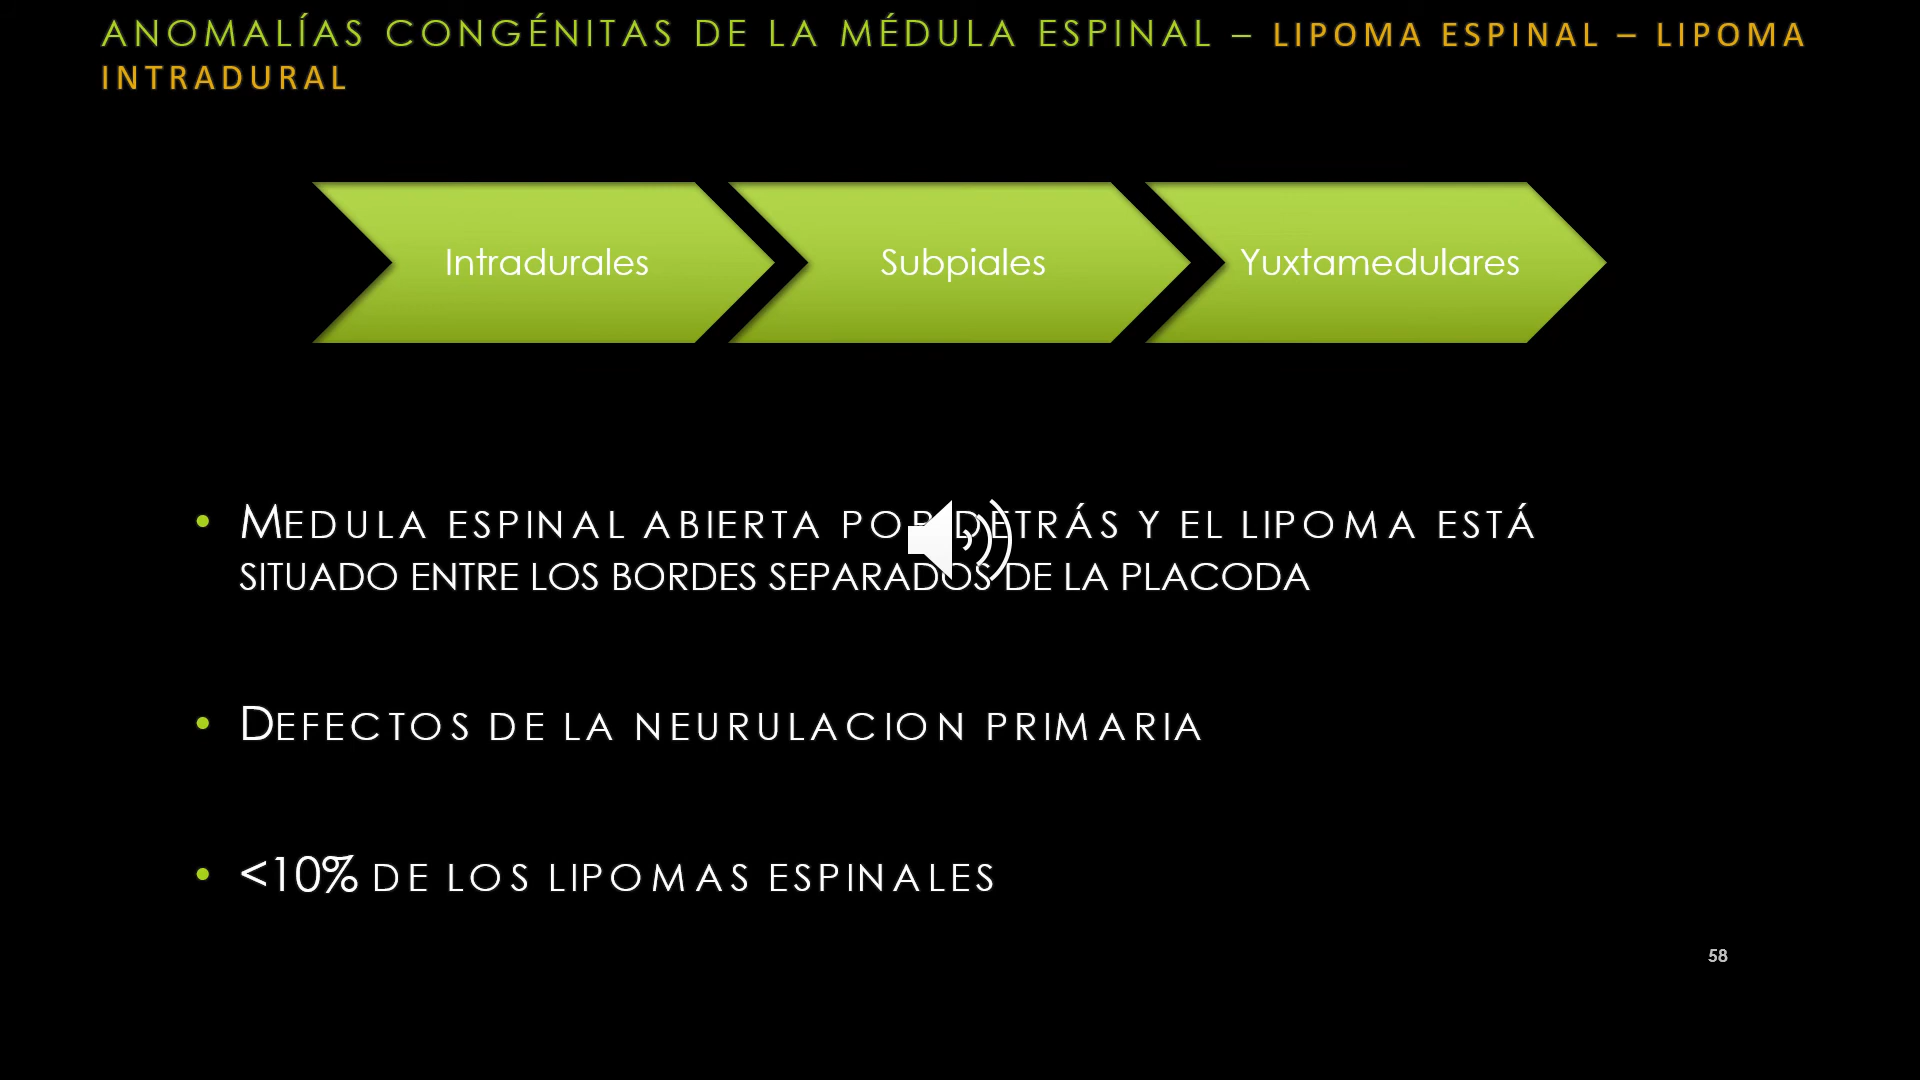 ANOMALÍAS CONGÉNITAS DE LA MÉDULA ESPINAL – LIPOMA ESPINAL – LIPOMA
INTRADURAL
Intradurales
Subpiales
Yuxtamedulares
• MEDULA ESPINAL ABIERTA POR DETRÁS Y EL LIPOMA ESTÁ
SITUADO ENTRE LOS BORDES SEPARADOS DE LA PLACODA
• DEFECTOS DE LA NEURULACION PRIMARIA
• <10% DE LOS LIPOMAS ESPINALES
58